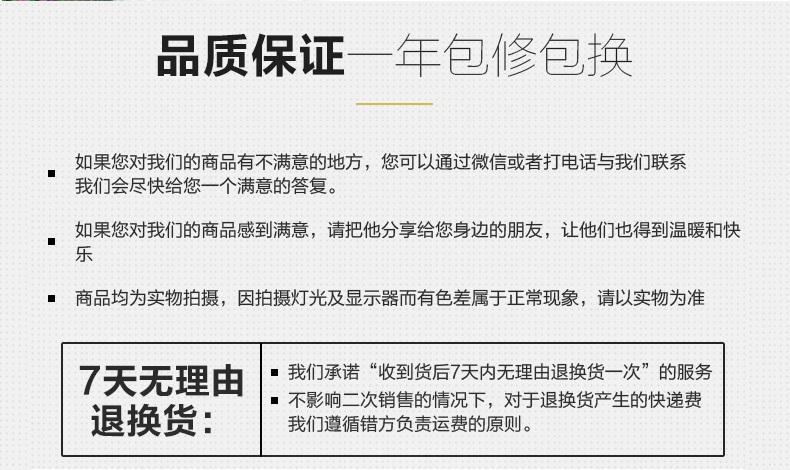 品质保证一年包修包换
如果您对我们的商品有不满意的地方，您可以通过微信或者打电话与我们联系
我们会尽快给您一个满意的答复。
如果您对我们的商品感到满意，请把他分享给您身边的朋友，让他们也得到温暖和快
乐
商品均为实物拍摄，因拍摄灯光及显示器而有色差属于正常现象，请以实物为准
7天无理由
退换货：
我们承诺“收到货后7天内无理由退换货一次”的服务
不影响二次销售的情况下，对于退换货产生的快递费
我们遵循错方负责运费的原则。